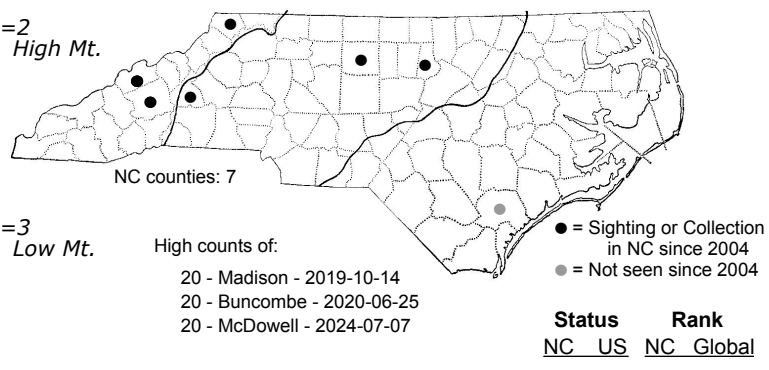 =2
High Mt.
NC counties: 7
=3
Low Mt.
High counts of:
20 - Madison - 2019-10-14
20 - Buncombe - 2020-06-25
20 - McDowell - 2024-07-07
● = Sighting or Collection
in NC since 2004
● = Not seen since 2004
Status Rank
NC US NC Global